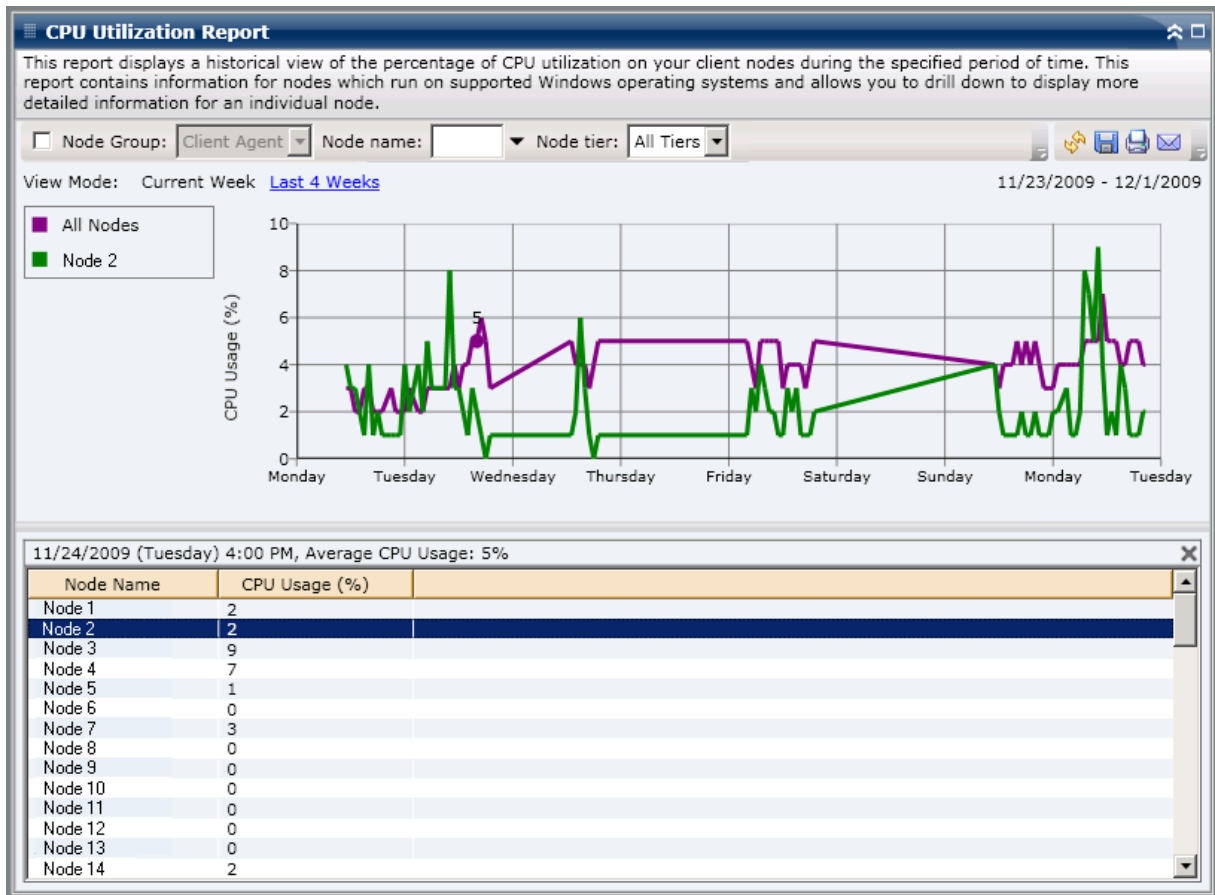 CPU Utilization Report
This report displays a historical view of the percentage of CPU utilization on your client nodes during the specified period of time. This
report contains information for nodes which run on supported Windows operating systems and allows you to drill down to display more
detailed information for an individual node.
Node Group: Client Agent Node name: Node tier: All Tiers
View Mode: Current Week Last 4 Weeks 11/23/2009 - 12/1/2009
All Nodes
Node 2
CPU Usage (%)
10
8
6
4
2
0
5
Monday Tuesday Wednesday Thursday Friday Saturday Sunday Monday Tuesday
11/24/2009 (Tuesday) 4:00 PM, Average CPU Usage: 5%
Node Name CPU Usage (%)
Node 1 2
Node 2 2
Node 3 9
Node 4 7
Node 5 1
Node 6 0
Node 7 3
Node 8 0
Node 9 0
Node 10 0
Node 11 0
Node 12 0
Node 13 0
Node 14 2